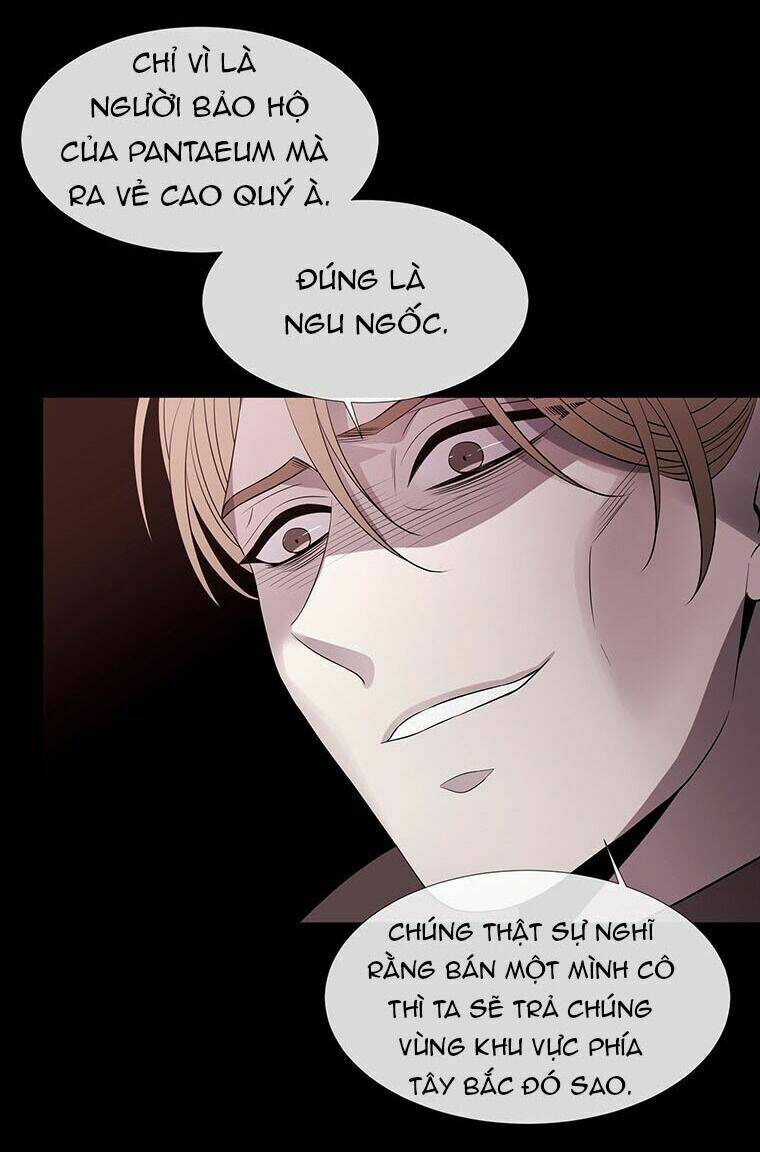 CHỈ VÌ LÀ
NGƯỜI BẢO HỘ
CỦA PANTAEUM MÀ
RA VẺ CAO QUÝ À.
ĐÚNG LÀ
NGU NGỐC.
CHÚNG THẬT SỰ NGHĨ
RẰNG BÁN MỘT MÌNH CÔ
THÌ TA SẼ TRẢ CHÚNG
VÙNG KHU VỰC PHÍA
TÂY BẮC ĐÓ SAO.